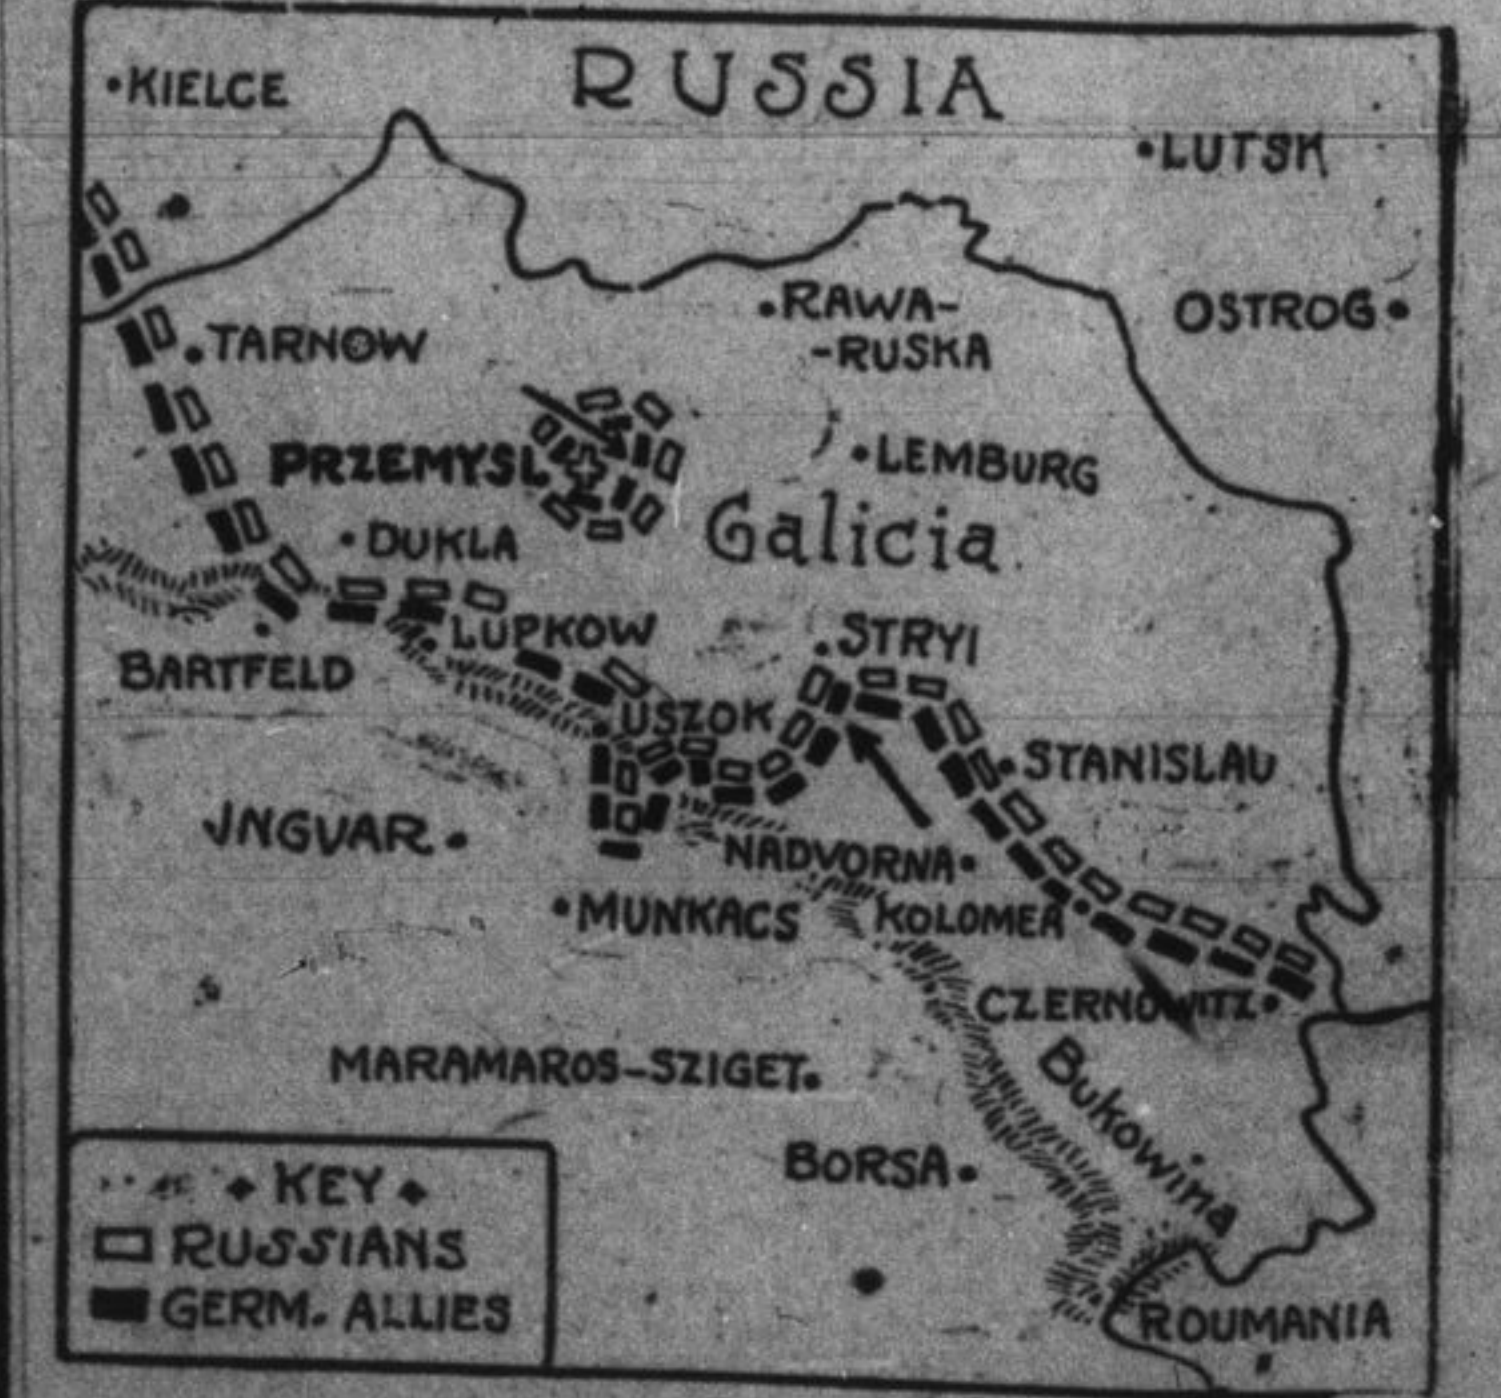 KIELCE
RUSSIA
LUTSK
RAWA-
-RUSKA
OSTROG
TARNOW
PRZEMYSL
LEMBURG
Galicia
DUKLA
LUPKOW
STRYI
BARTFELD
USZOK
STANISLAU
JNGVAR
NADVORNA
MUNKACS
KOLOMEA
CZERNOWITZ
MARAMAROS-SZIGET
Bukowina
BORSA
KEY
RUSSIANS
GERM. ALLIES
ROUMANIA